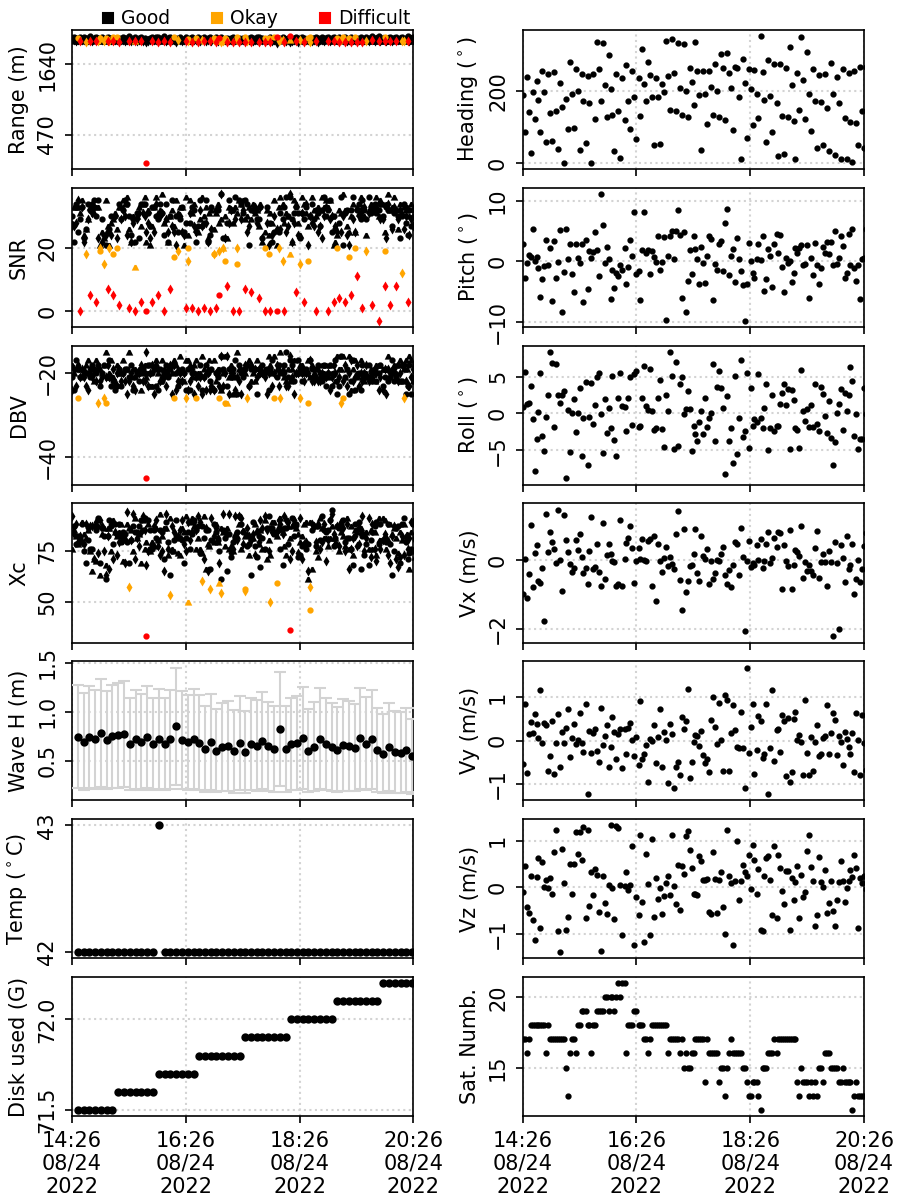 Good Okay Difficult
Range (m)
1640
470
Heading (°)
200
0
SNR
20
0
Pitch (°)
10
0
−10
DBV
−20
−40
Roll (°)
5
0
−5
Xc
75
50
Vx (m/s)
0
−2
Wave H (m)
1.5
1.0
0.5
Vy (m/s)
1
0
−1
Temp (°C)
43
42
Vz (m/s)
1
0
−1
Disk used (G)
72.0
71.5
Sat. Numb.
20
15
14:26 16:26 18:26 20:26 14:26 16:26 18:26 20:26
08/24 08/24 08/24 08/24 08/24 08/24 08/24 08/24
2022 2022 2022 2022 2022 2022 2022 2022